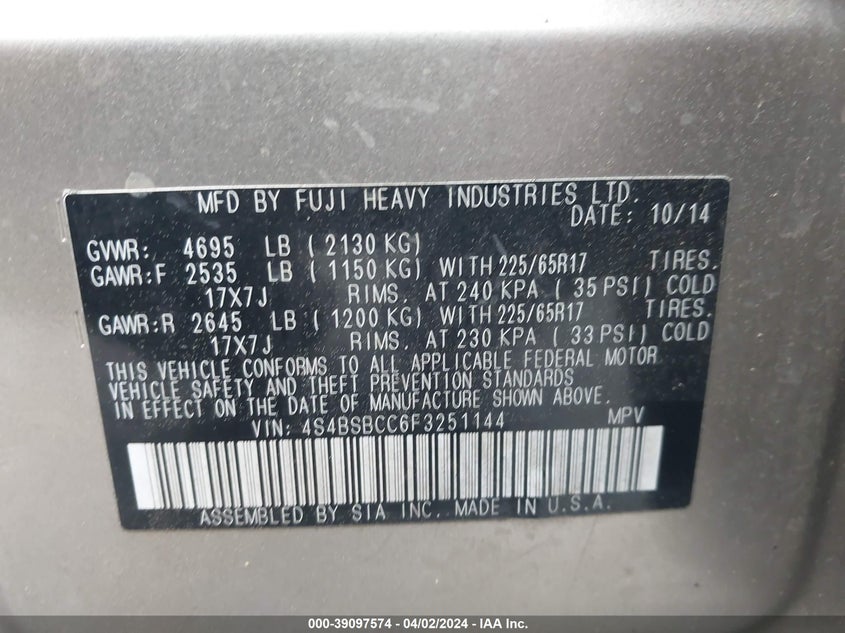 MFD BY FUJI HEAVY INDUSTRIES LTD.
DATE: 10/14
GVWR: 4695 LB ( 2130 KG)
GAWR:F 2535 LB ( 1150 KG) WITH 225/65R17 TIRES.
17X7J RIMS. AT 240 KPA ( 35 PSI) COLD
GAWR:R 2645 LB ( 1200 KG) WITH 225/65R17 TIRES.
17X7J RIMS. AT 230 KPA ( 33 PSI) COLD
THIS VEHICLE CONFORMS TO ALL APPLICABLE FEDERAL MOTOR
VEHICLE SAFETY AND THEFT PREVENTION STANDARDS
IN EFFECT ON THE DATE OF MANUFACTURE SHOWN ABOVE.
VIN: 4S4BSBCC6F3251144 MPV
ASSEMBLED BY SIA INC. MADE IN U.S.A.
000-39097574 — 04/02/2024 — IAA Inc.